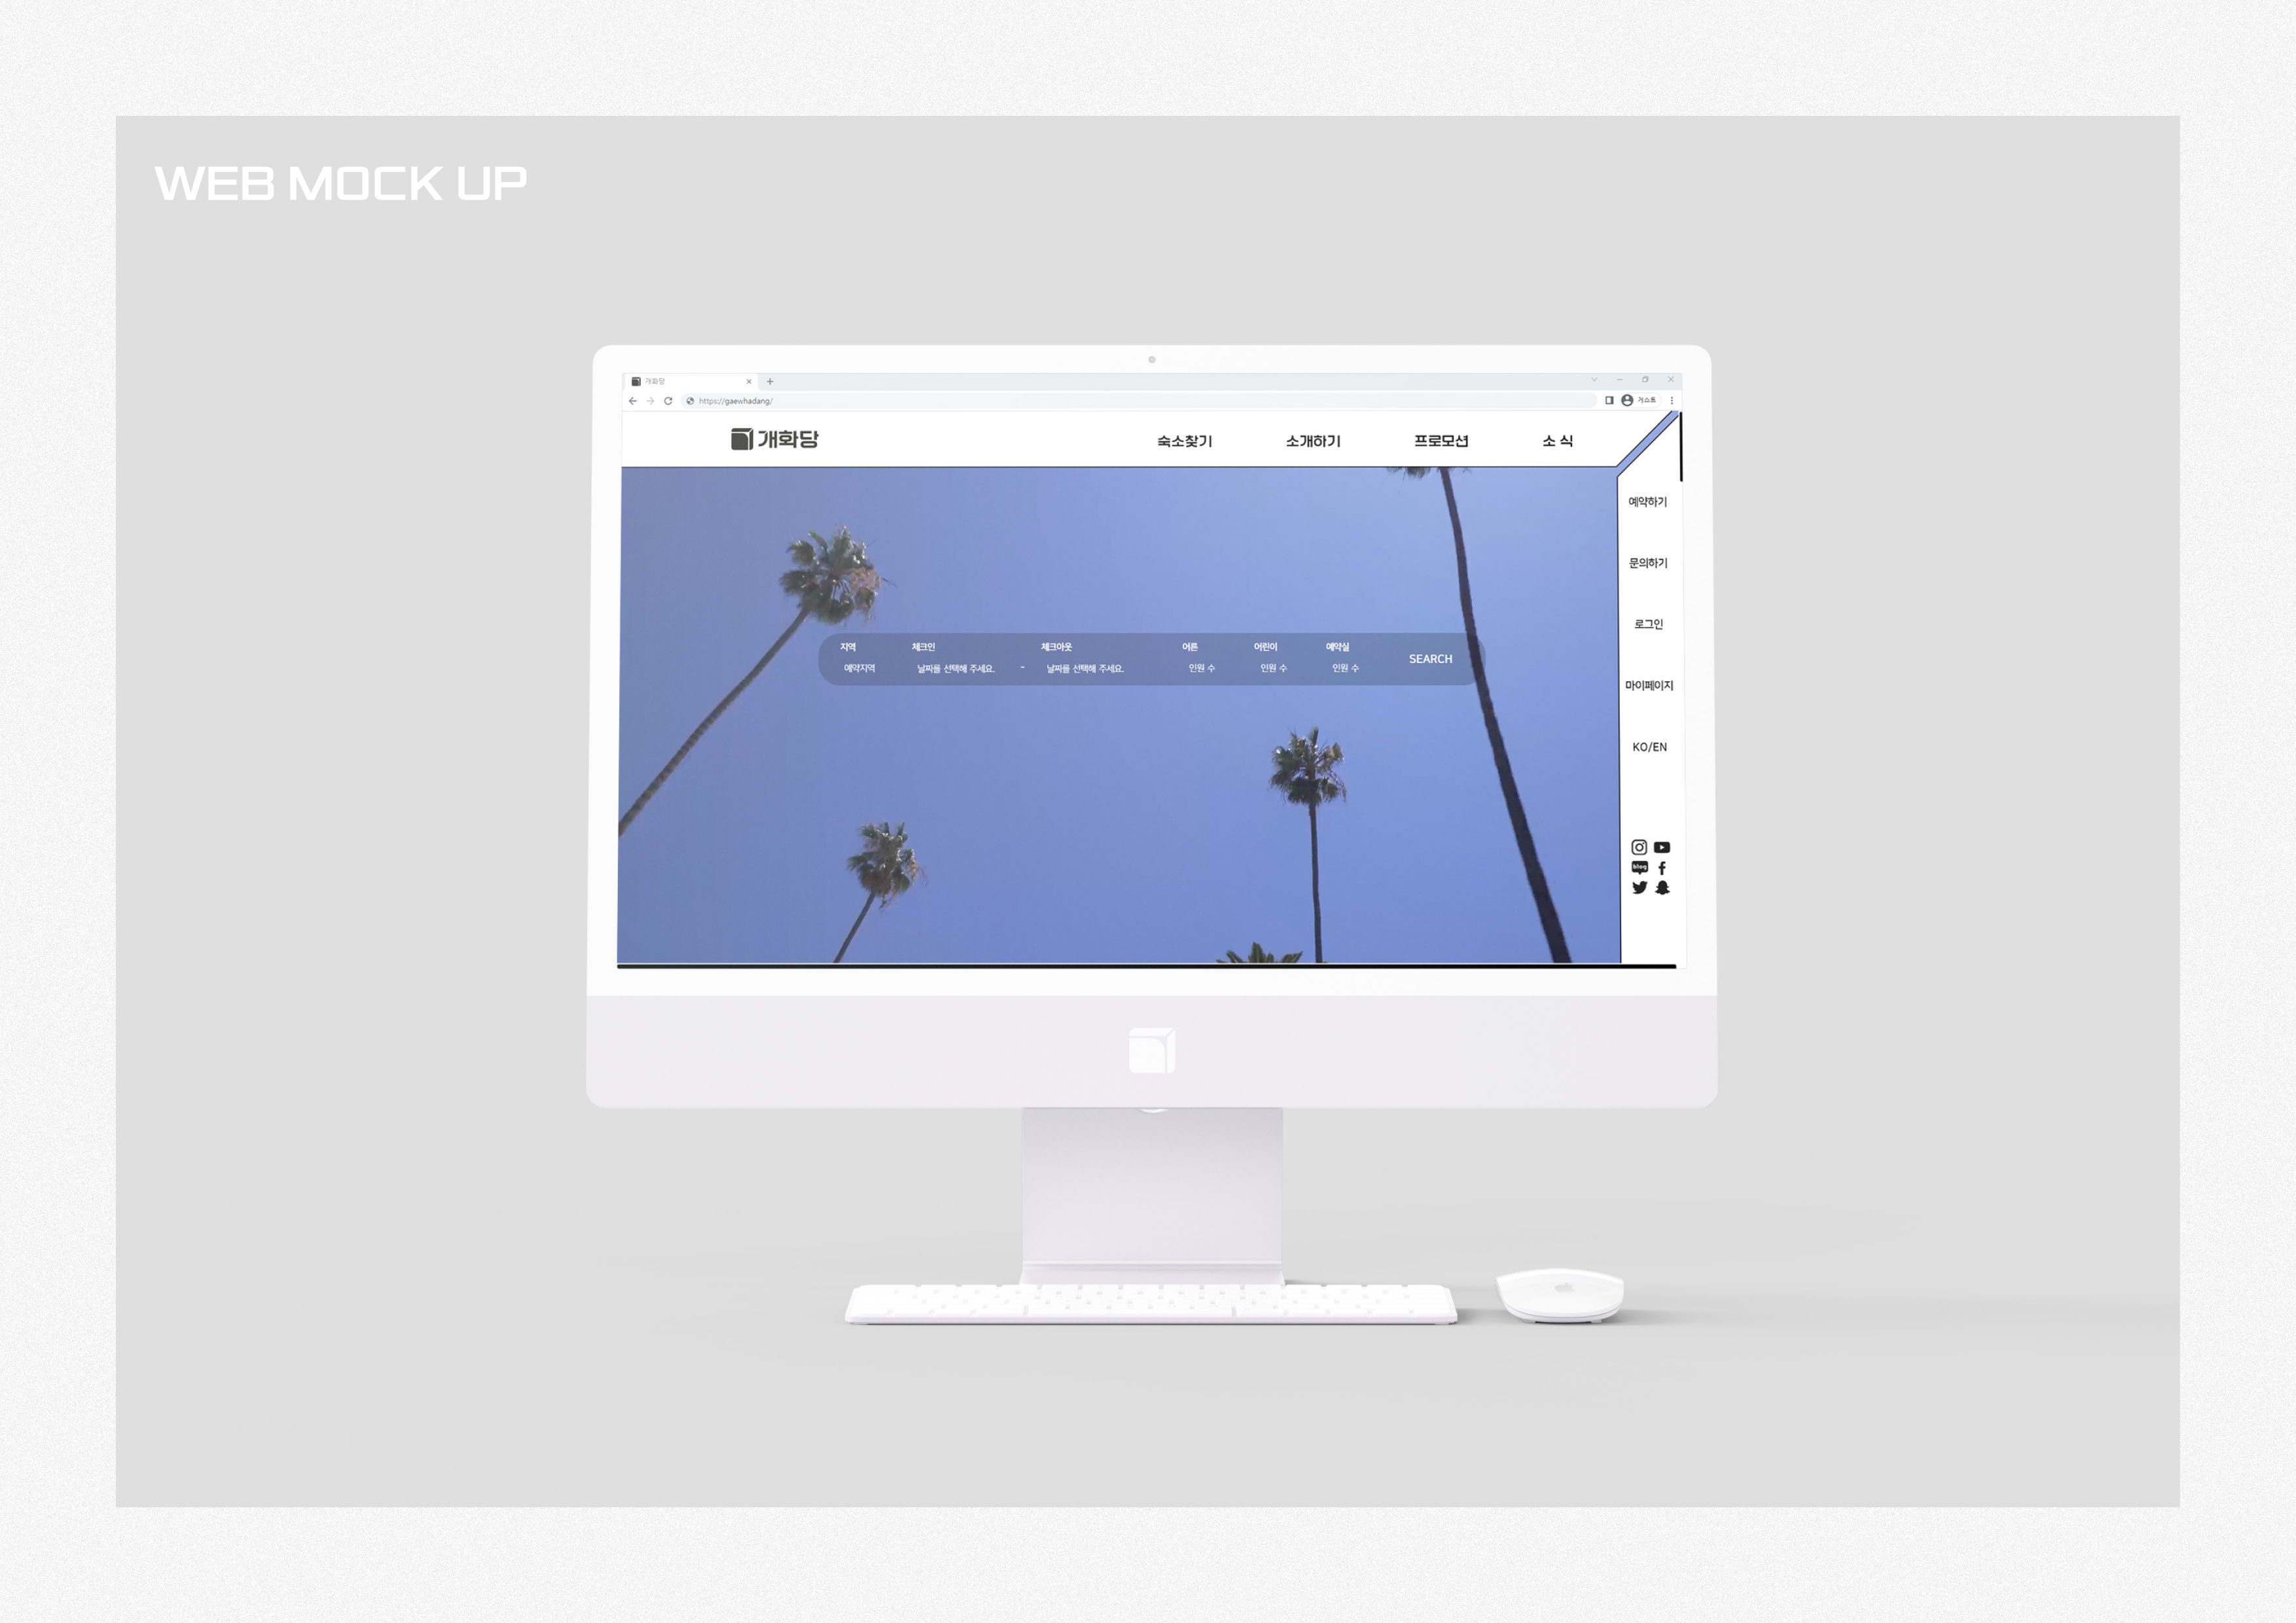 WEB MOCK UP
개화당
https://gaewhadang/
게스트
개화당
숙소찾기 소개하기 프로모션 소 식
예약하기
문의하기
로그인
마이페이지
KO/EN
지역 체크인 체크아웃 어른 어린이 예약실
예약지역 날짜를 선택해 주세요. - 날짜를 선택해 주세요. 인원 수 인원 수 인원 수
SEARCH
blog